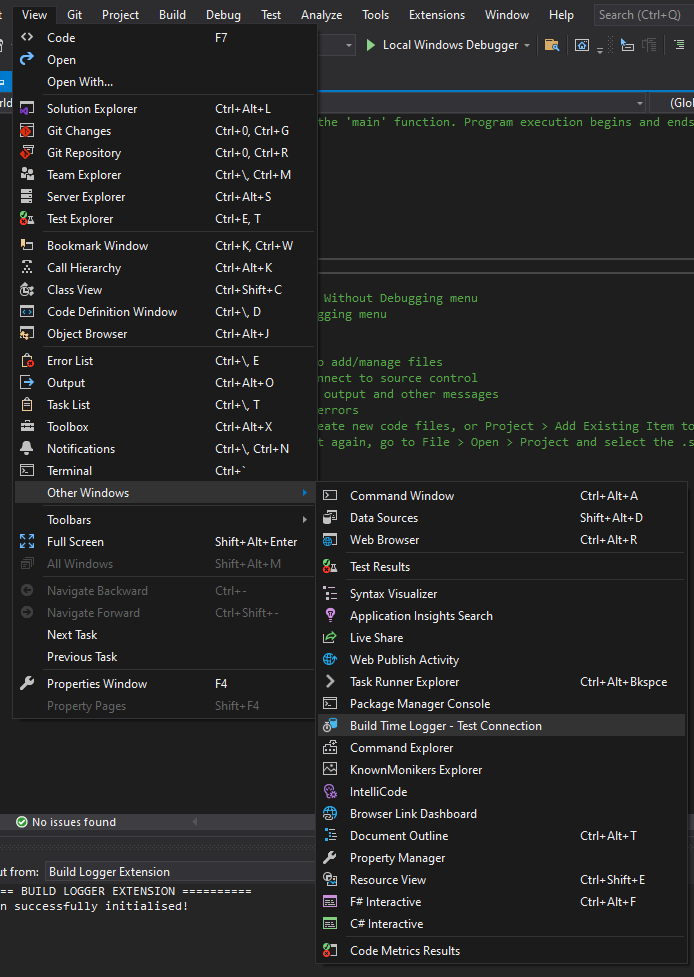 View Git Project Build Debug Test Analyze Tools Extensions Window Help Search (Ctrl+Q)
Code F7
Local Windows Debugger
Open
Open With...
Solution Explorer Ctrl+Alt+L
(Glo
the 'main' function. Program execution begins and ends
Git Changes Ctrl+0, Ctrl+G
Git Repository Ctrl+0, Ctrl+R
Team Explorer Ctrl+\, Ctrl+M
Server Explorer Ctrl+Alt+S
Test Explorer Ctrl+E, T
Bookmark Window Ctrl+K, Ctrl+W
Call Hierarchy Ctrl+Alt+K
Class View Ctrl+Shift+C
Code Definition Window Ctrl+\, D
Object Browser Ctrl+Alt+J
Error List Ctrl+\, E
Output Ctrl+Alt+O
Task List Ctrl+\, T
Toolbox Ctrl+Alt+X
Notifications Ctrl+\, Ctrl+N
Terminal Ctrl+`
Other Windows
Toolbars
Full Screen Shift+Alt+Enter
All Windows Shift+Alt+M
Navigate Backward Ctrl+-
Navigate Forward Ctrl+Shift+-
Next Task
Previous Task
Properties Window F4
Property Pages Shift+F4
Without Debugging menu
gging menu
o add/manage files
nnect to source control
output and other messages
errors
eate new code files, or Project > Add Existing Item to
t again, go to File > Open > Project and select the .s
Command Window Ctrl+Alt+A
Data Sources Shift+Alt+D
Web Browser Ctrl+Alt+R
Test Results
Syntax Visualizer
Application Insights Search
Live Share
Web Publish Activity
Task Runner Explorer Ctrl+Alt+Bkspce
Package Manager Console
Build Time Logger - Test Connection
Command Explorer
KnownMonikers Explorer
IntelliCode
Browser Link Dashboard
Document Outline Ctrl+Alt+T
Property Manager
Resource View Ctrl+Shift+E
F# Interactive Ctrl+Alt+F
C# Interactive
Code Metrics Results
No issues found
ut from: Build Logger Extension
== BUILD LOGGER EXTENSION ==========
n successfully initialised!